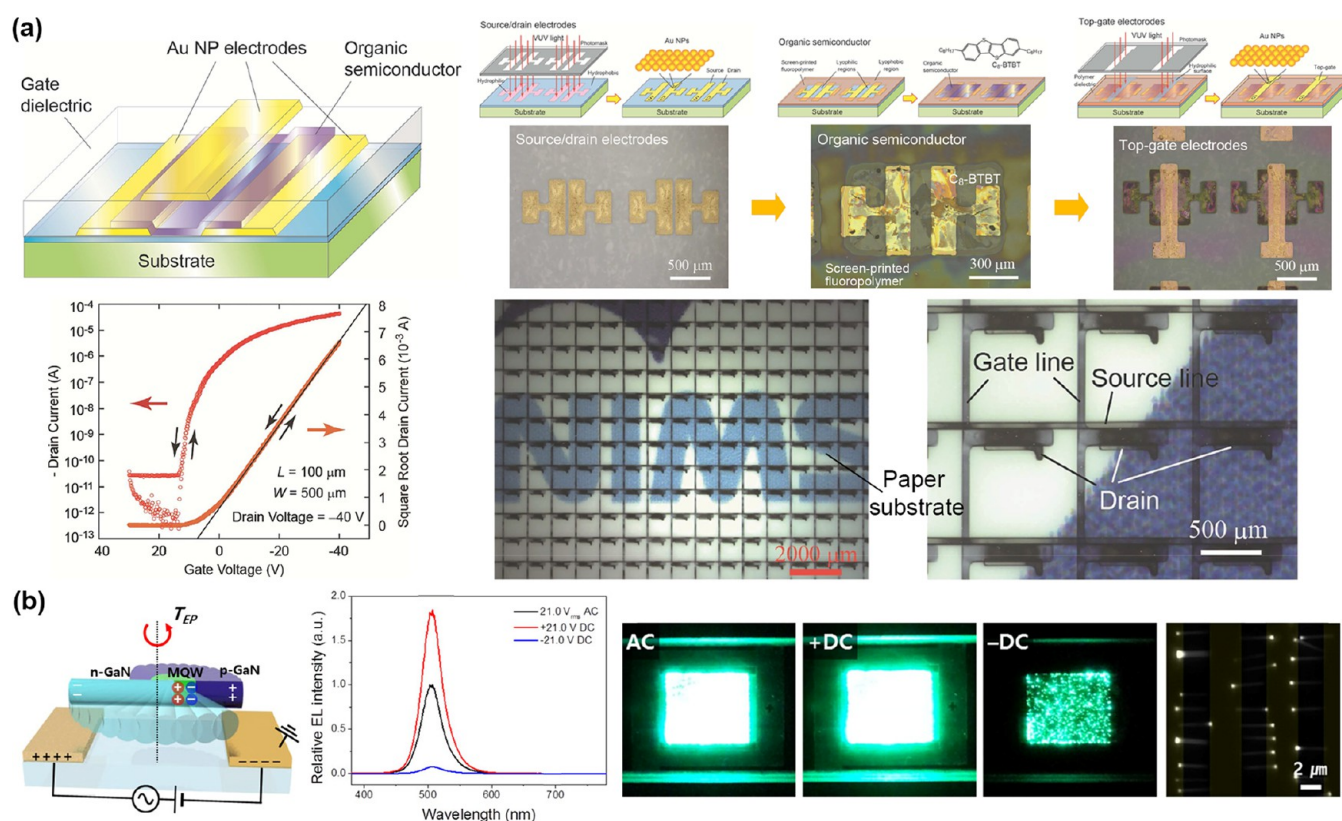 (a)
Au NP electrodes
Organic
semiconductor
Gate
dielectric
Substrate
Source/drain electrodes
VUV light
Photomask
Au NPs
Hydrophilic
Hydrophobic
Source
Drain
Substrate
Substrate
Organic semiconductor
C₈-BTBT
Screen-printed
fluoropolymer
Lyophilic
regions
Lyophobic
region
Organic
semiconductor
Substrate
Substrate
Top-gate electorodes
VUV light
Photomask
Au NPs
Polymer
dielectric
Hydrophilic
surface
Top-gate
Substrate
Substrate
Source/drain electrodes
500 μm
Organic semiconductor
C₈-BTBT
Screen-printed
fluoropolymer
300 μm
Top-gate electrodes
500 μm
- Drain Current (A)
10⁻⁴
10⁻⁵
10⁻⁶
10⁻⁷
10⁻⁸
10⁻⁹
10⁻¹⁰
10⁻¹¹
10⁻¹²
10⁻¹³
40 20 0 -20 -40
Gate Voltage (V)
8
7
6
5
4
3
2
1
0
Square Root Drain Current (10⁻³ A)
L = 100 μm
W = 500 μm
Drain Voltage = –40 V
NIMS
Paper
substrate
2000 μm
Gate line
Source line
Drain
500 μm
(b)
T_EP
n-GaN
MQW
p-GaN
+ + + +
- - - -
Relative EL intensity (a.u.)
2.0
1.5
1.0
0.5
0.0
400 500 600 700
Wavelength (nm)
21.0 V_rms AC
+21.0 V DC
-21.0 V DC
AC
+DC
−DC
2 μm